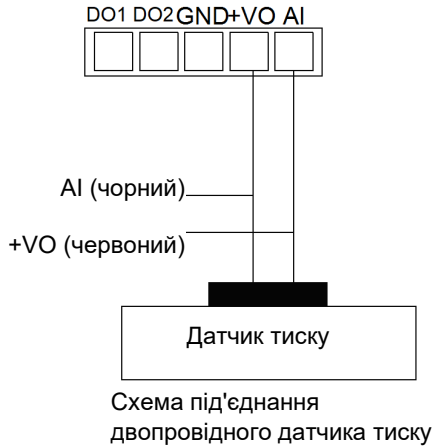 DO1 DO2 GND+VO AI
AI (чорний)
+VO (червоний)
Датчик тиску
Схема під'єднання
двопровідного датчика тиску